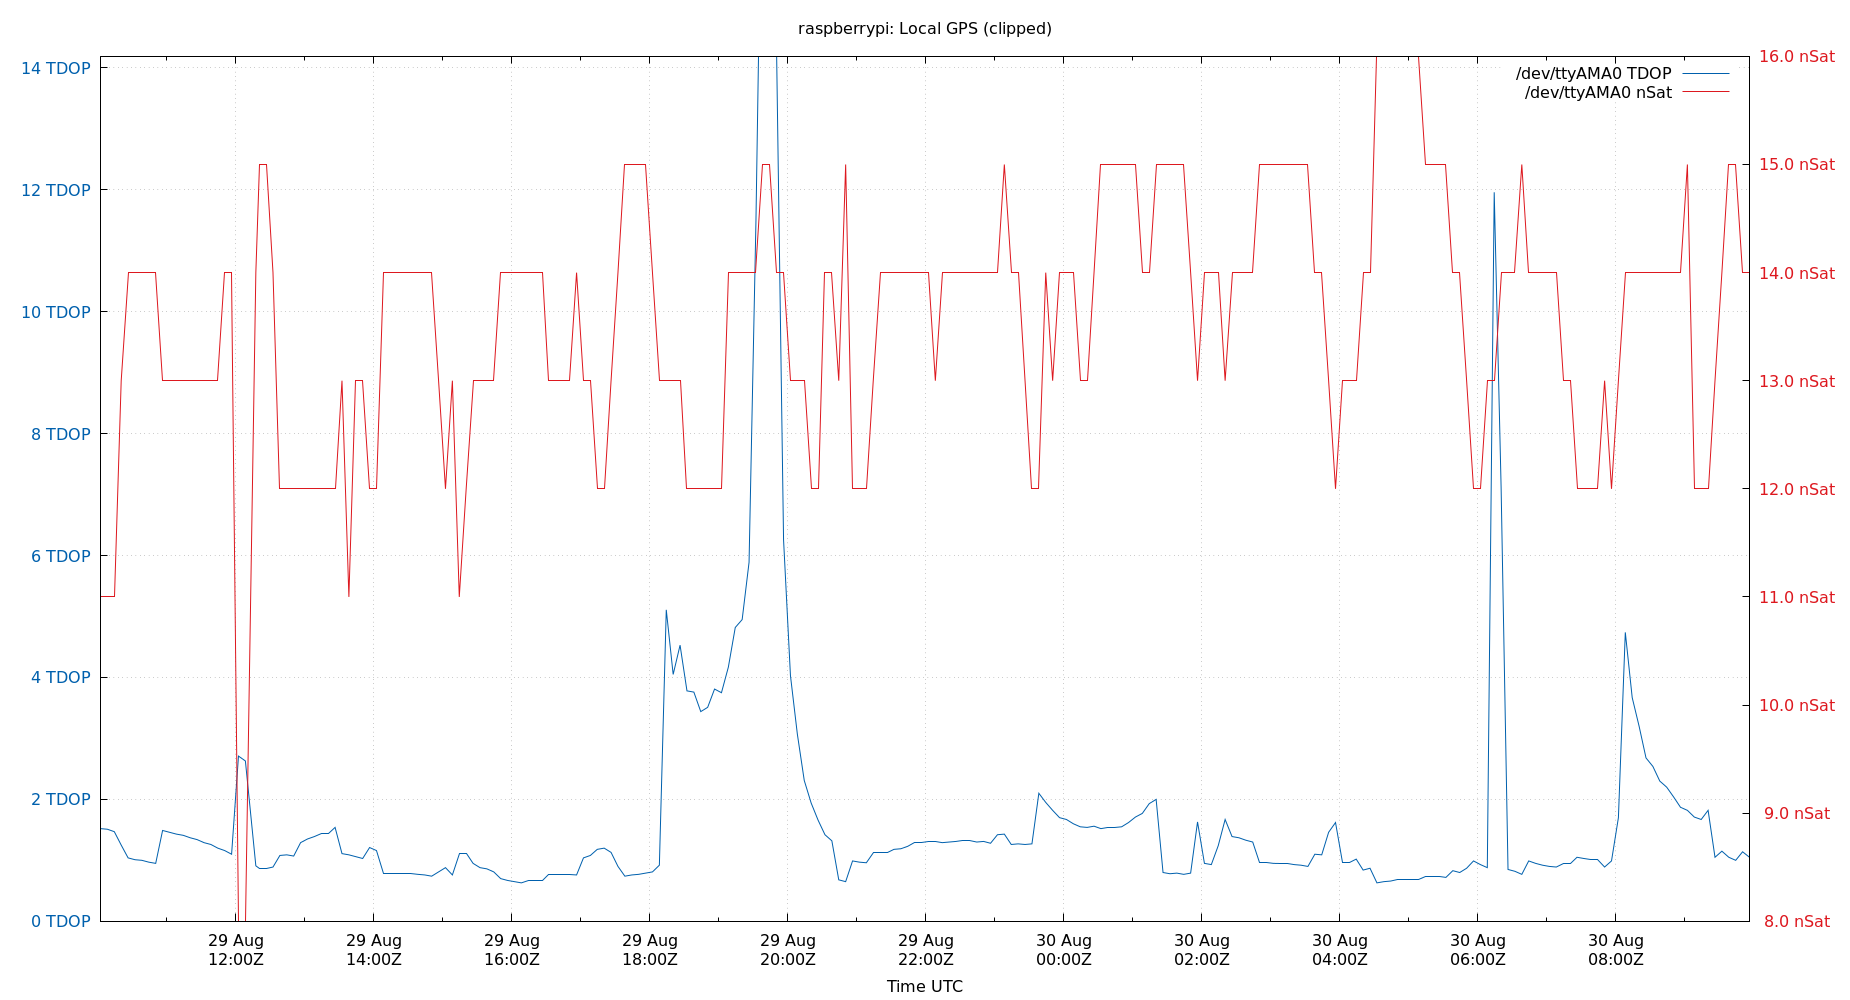 raspberrypi: Local GPS (clipped)
14 TDOP
12 TDOP
10 TDOP
8 TDOP
6 TDOP
4 TDOP
2 TDOP
0 TDOP
16.0 nSat
15.0 nSat
14.0 nSat
13.0 nSat
12.0 nSat
11.0 nSat
10.0 nSat
9.0 nSat
8.0 nSat
/dev/ttyAMA0 TDOP
/dev/ttyAMA0 nSat
29 Aug
12:00Z
29 Aug
14:00Z
29 Aug
16:00Z
29 Aug
18:00Z
29 Aug
20:00Z
29 Aug
22:00Z
30 Aug
00:00Z
30 Aug
02:00Z
30 Aug
04:00Z
30 Aug
06:00Z
30 Aug
08:00Z
Time UTC